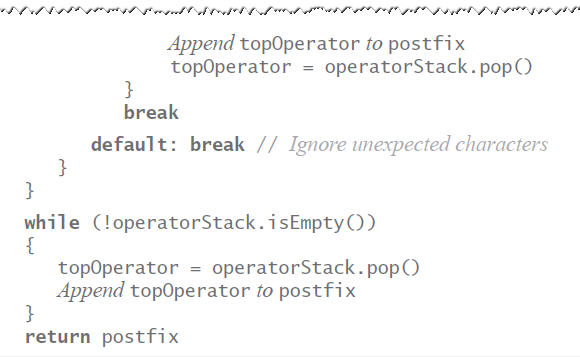 Append topOperator to postfix
topOperator = operatorStack.pop()
}
break
default: break // Ignore unexpected characters
}
}
while (!operatorStack.isEmpty())
{
topOperator = operatorStack.pop()
Append topOperator to postfix
}
return postfix